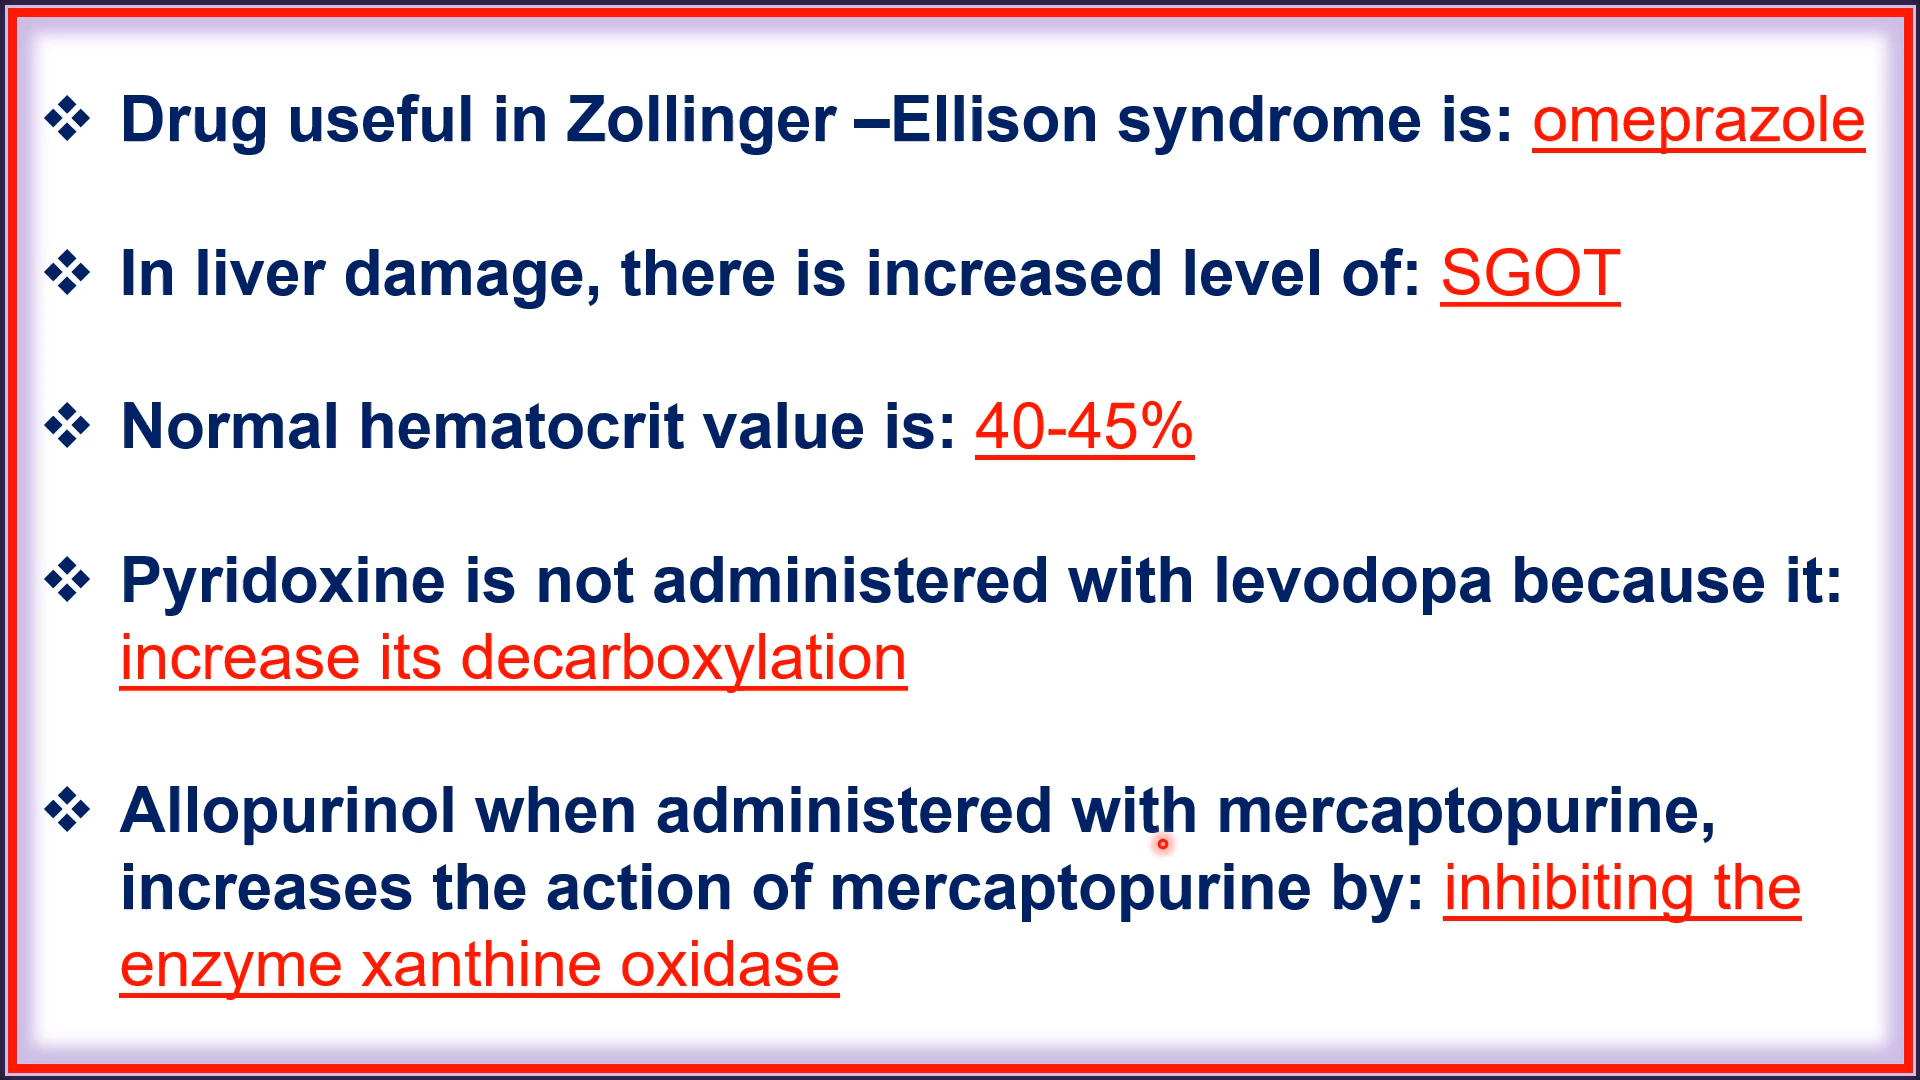 ❖ Drug useful in Zollinger –Ellison syndrome is: omeprazole
❖ In liver damage, there is increased level of: SGOT
❖ Normal hematocrit value is: 40-45%
❖ Pyridoxine is not administered with levodopa because it:
increase its decarboxylation
❖ Allopurinol when administered with mercaptopurine,
increases the action of mercaptopurine by: inhibiting the
enzyme xanthine oxidase